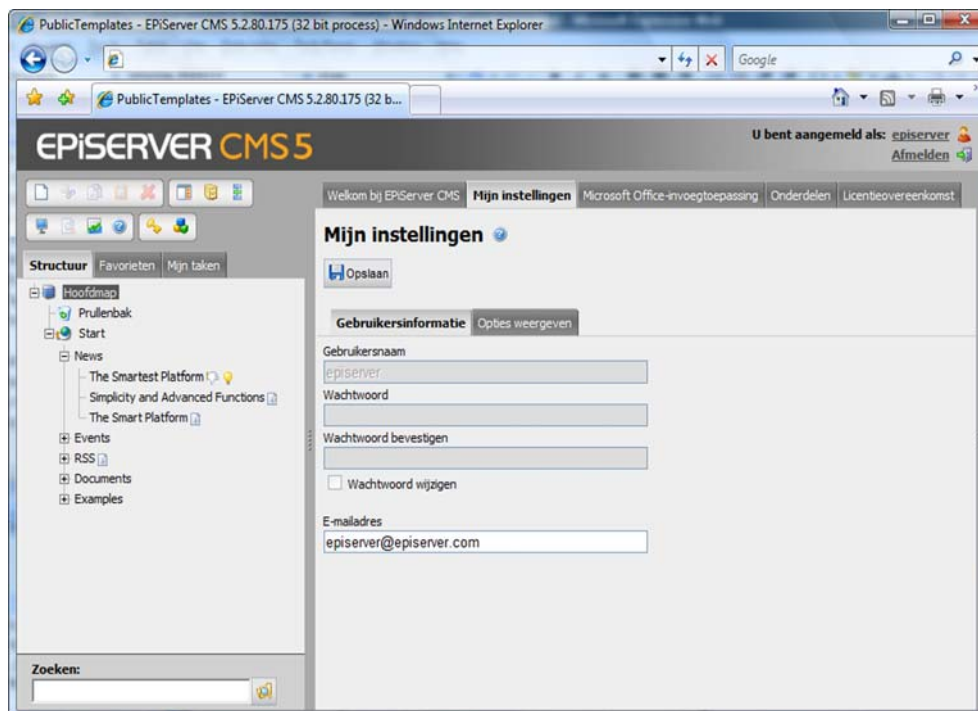 PublicTemplates - EPiServer CMS 5.2.80.175 (32 bit process) - Windows Internet Explorer
Google
PublicTemplates - EPiServer CMS 5.2.80.175 (32 b...
EPiSERVER CMS 5
U bent aangemeld als: episerver
Afmelden
Welkom bij EPiServer CMS
Mijn instellingen
Microsoft Office-invoegtoepassing
Onderdelen
Licentieovereenkomst
Structuur
Favorieten
Mijn taken
Hoofdmap
Prullenbak
Start
News
The Smartest Platform
Simplicity and Advanced Functions
The Smart Platform
Events
RSS
Documents
Examples
Zoeken:
Mijn instellingen
Opslaan
Gebruikersinformatie
Opties weergeven
Gebruikersnaam
episerver
Wachtwoord
Wachtwoord bevestigen
Wachtwoord wijzigen
E-mailadres
episerver@episerver.com